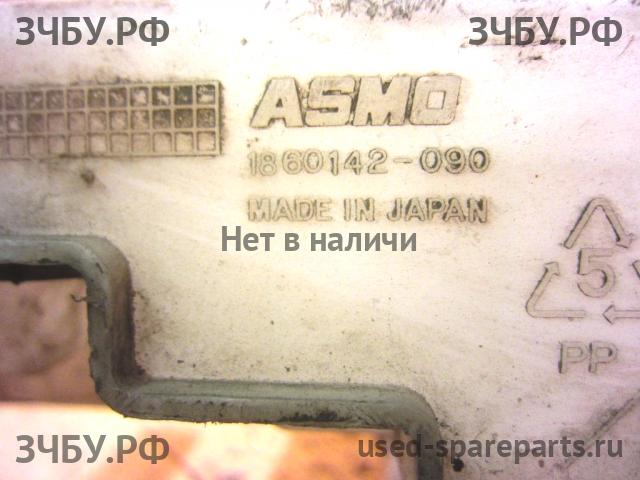 ЗЧБУ.РФ
ЗЧБУ.РФ
ASMO
1860142-090
MADE IN JAPAN
Нет в наличи
5
PP
ЗЧБУ.РФ
used-spareparts.ru